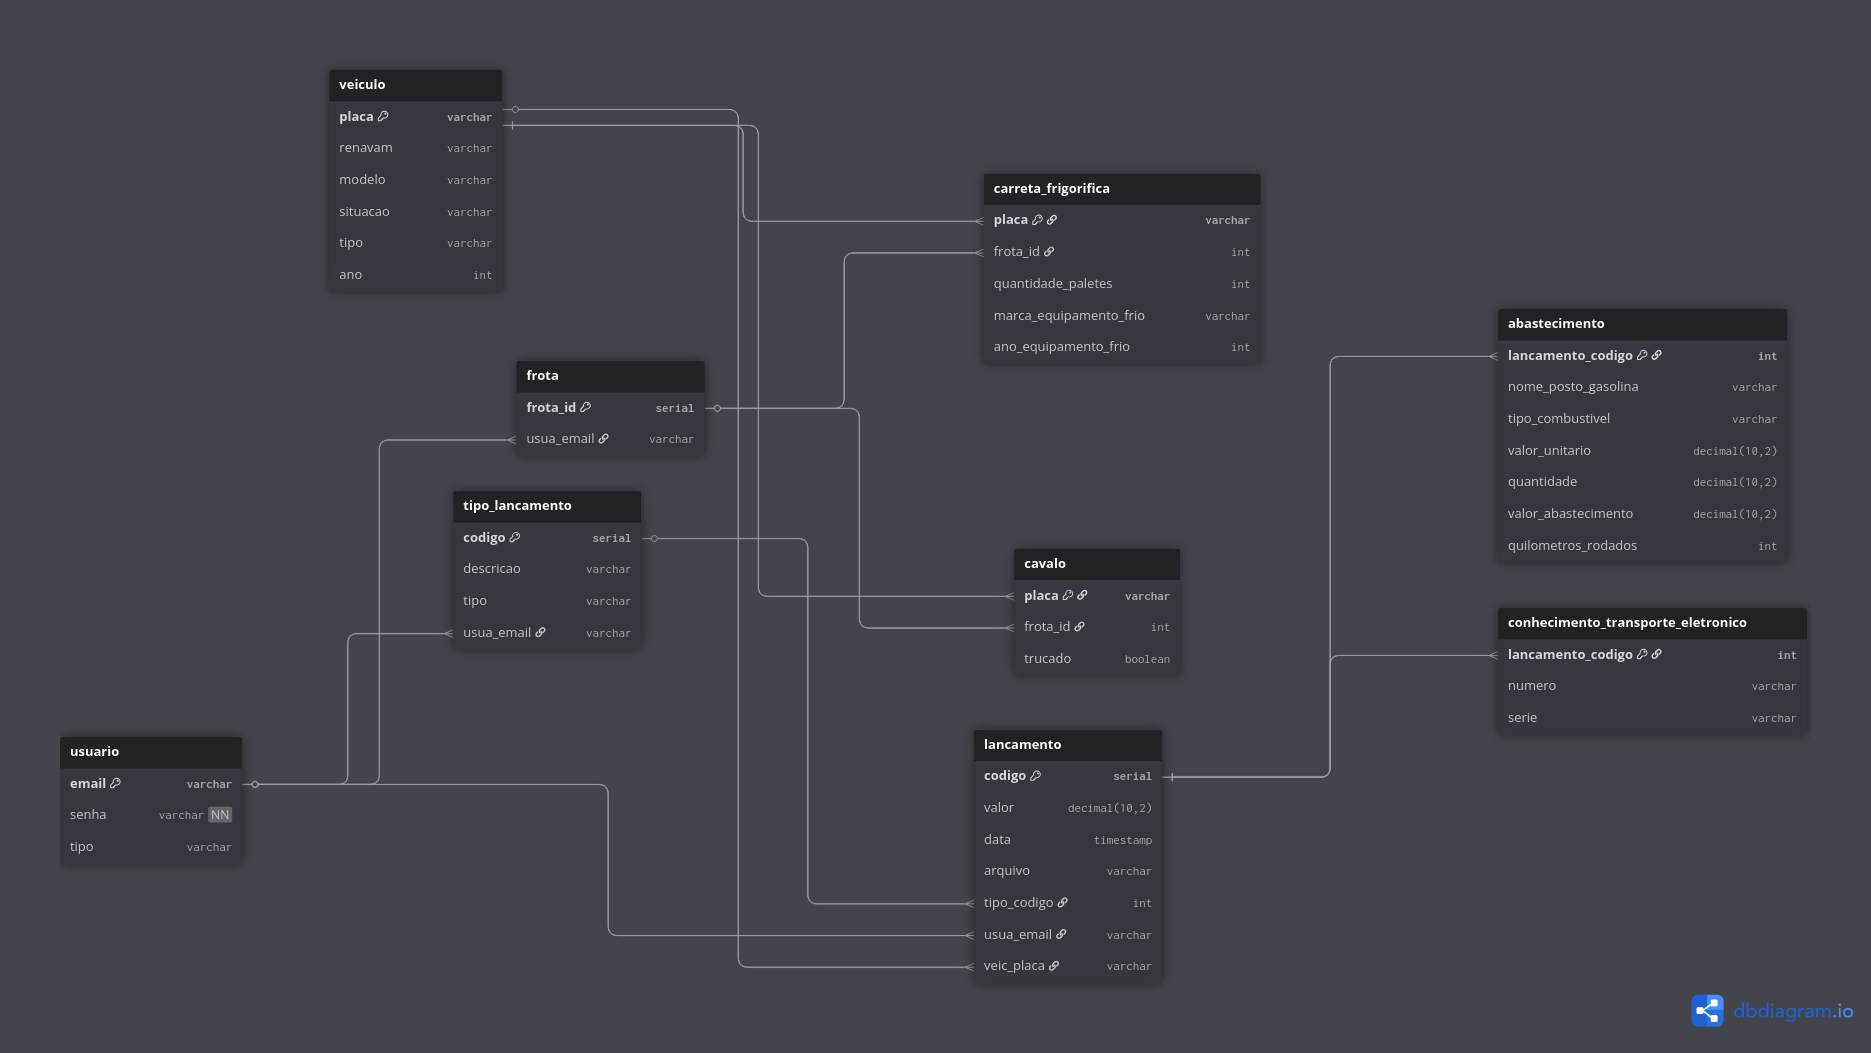 veiculo
placa varchar
renavam varchar
modelo varchar
situacao varchar
tipo varchar
ano int
carreta_frigorifica
placa varchar
frota_id int
quantidade_paletes int
marca_equipamento_frio varchar
ano_equipamento_frio int
abastecimento
lancamento_codigo int
nome_posto_gasolina varchar
tipo_combustivel varchar
valor_unitario decimal(10,2)
quantidade decimal(10,2)
valor_abastecimento decimal(10,2)
quilometros_rodados int
frota
frota_id serial
usua_email varchar
tipo_lancamento
codigo serial
descricao varchar
tipo varchar
usua_email varchar
cavalo
placa varchar
frota_id int
trucado boolean
conhecimento_transporte_eletronico
lancamento_codigo int
numero varchar
serie varchar
usuario
email varchar
senha varchar NN
tipo varchar
lancamento
codigo serial
valor decimal(10,2)
data timestamp
arquivo varchar
tipo_codigo int
usua_email varchar
veic_placa varchar
dbdiagram.io